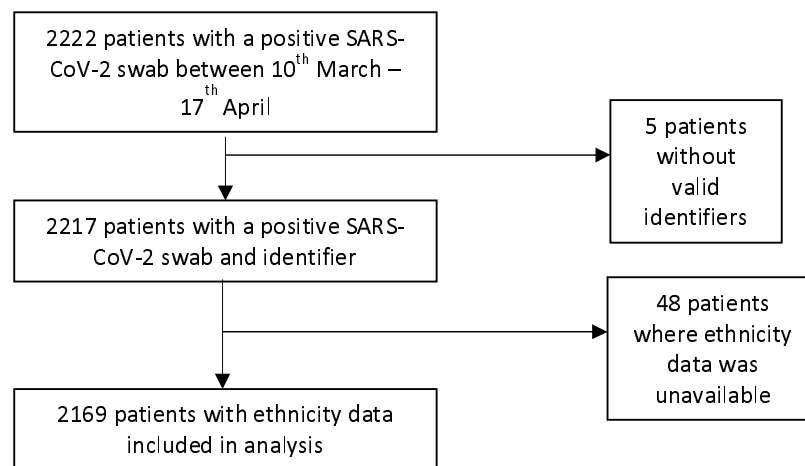 2222 patients with a positive SARS-
CoV-2 swab between 10th March –
17th April
5 patients
without
valid
identifiers
2217 patients with a positive SARS-
CoV-2 swab and identifier
48 patients
where ethnicity
data was
unavailable
2169 patients with ethnicity data
included in analysis